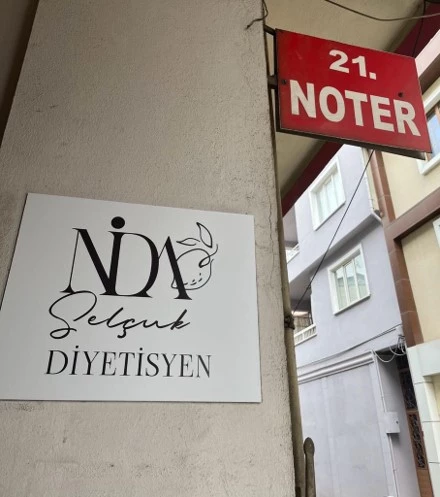 21.
NOTER
NİDA
Selçuk
DİYETİSYEN